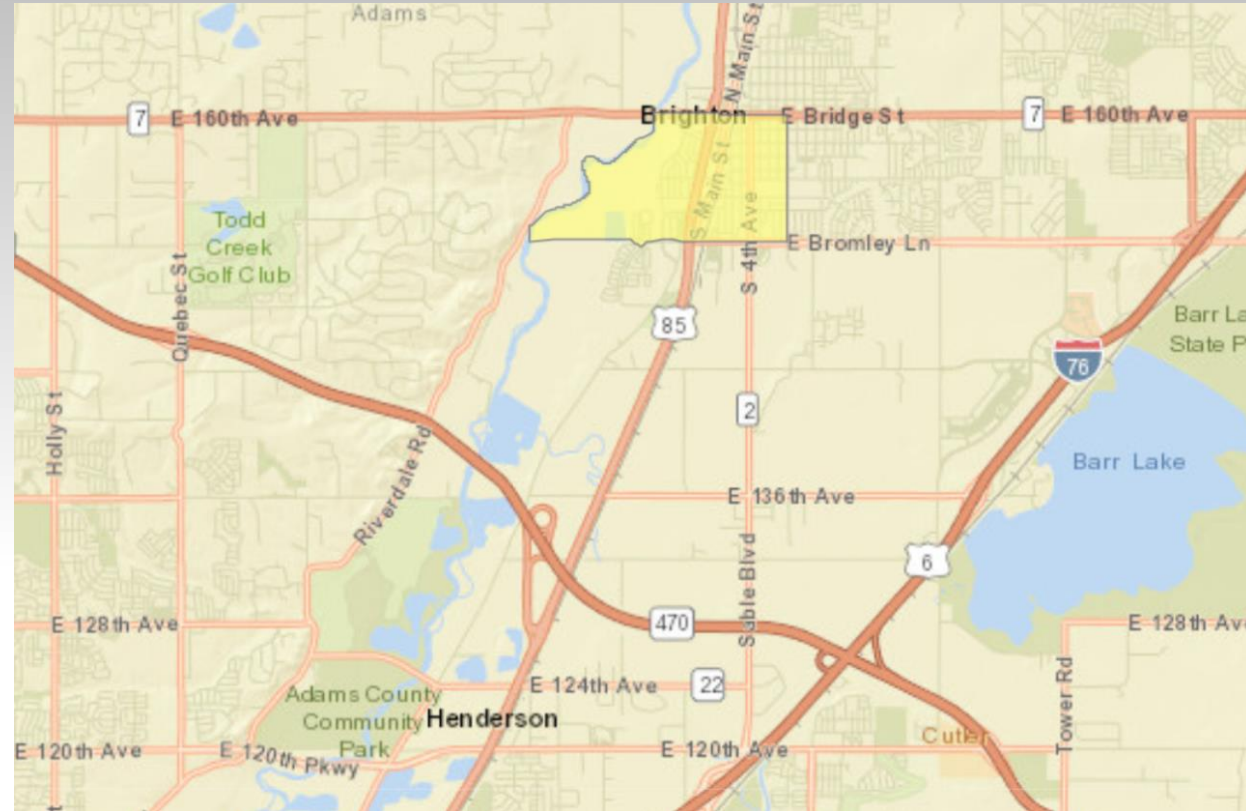 Adams
N Main St
7
E 160th Ave
Brighton
E Bridge St
7
E 160th Ave
S Main St
S 4th Ave
Todd
Creek
Golf Club
E Bromley Ln
Quebec St
85
Barr La
State P
76
Holly St
2
Riverdale Rd
Barr Lake
E 136th Ave
6
Sable Blvd
E 128th Ave
470
E 128th Ave
E 124th Ave
22
Tower Rd
Adams County
Community
Park
Henderson
Cutler
E 120th Ave
E 120th Pkwy
E 120th Ave